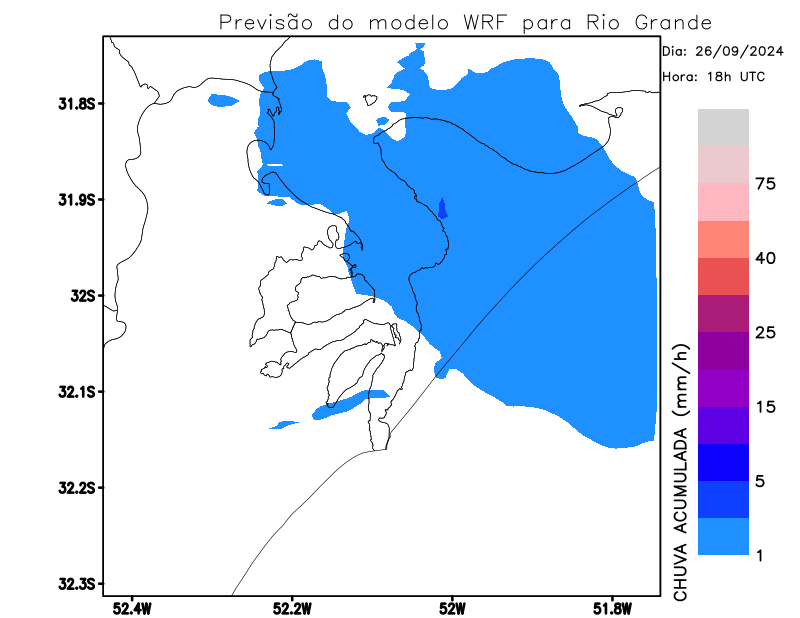 Previsão do modelo WRF para Rio Grande
Dia: 26/09/2024
Hora: 18h UTC
31.8S
31.9S
32S
32.1S
32.2S
32.3S
52.4W
52.2W
52W
51.8W
CHUVA ACUMULADA (mm/h)
75
40
25
15
5
1